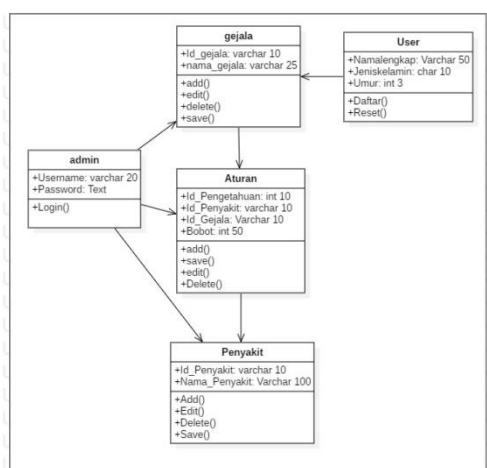 gejala
+Id_gejala: varchar 10
+nama_gejala: varchar 25
+add()
+edit()
+delete()
+save()
User
+Namalengkap: Varchar 50
+Jeniskelamin: char 10
+Umur: int 3
+Daftar()
+Reset()
admin
+Username: varchar 20
+Password: Text
+Login()
Aturan
+Id_Pengetahuan: int 10
+Id_Penyakit: varchar 10
+Id_Gejala: Varchar 10
+Bobot: int 50
+add()
+save()
+edit()
+Delete()
Penyakit
+Id_Penyakit: varchar 10
+Nama_Penyakit: Varchar 100
+Add()
+Edit()
+Delete()
+Save()